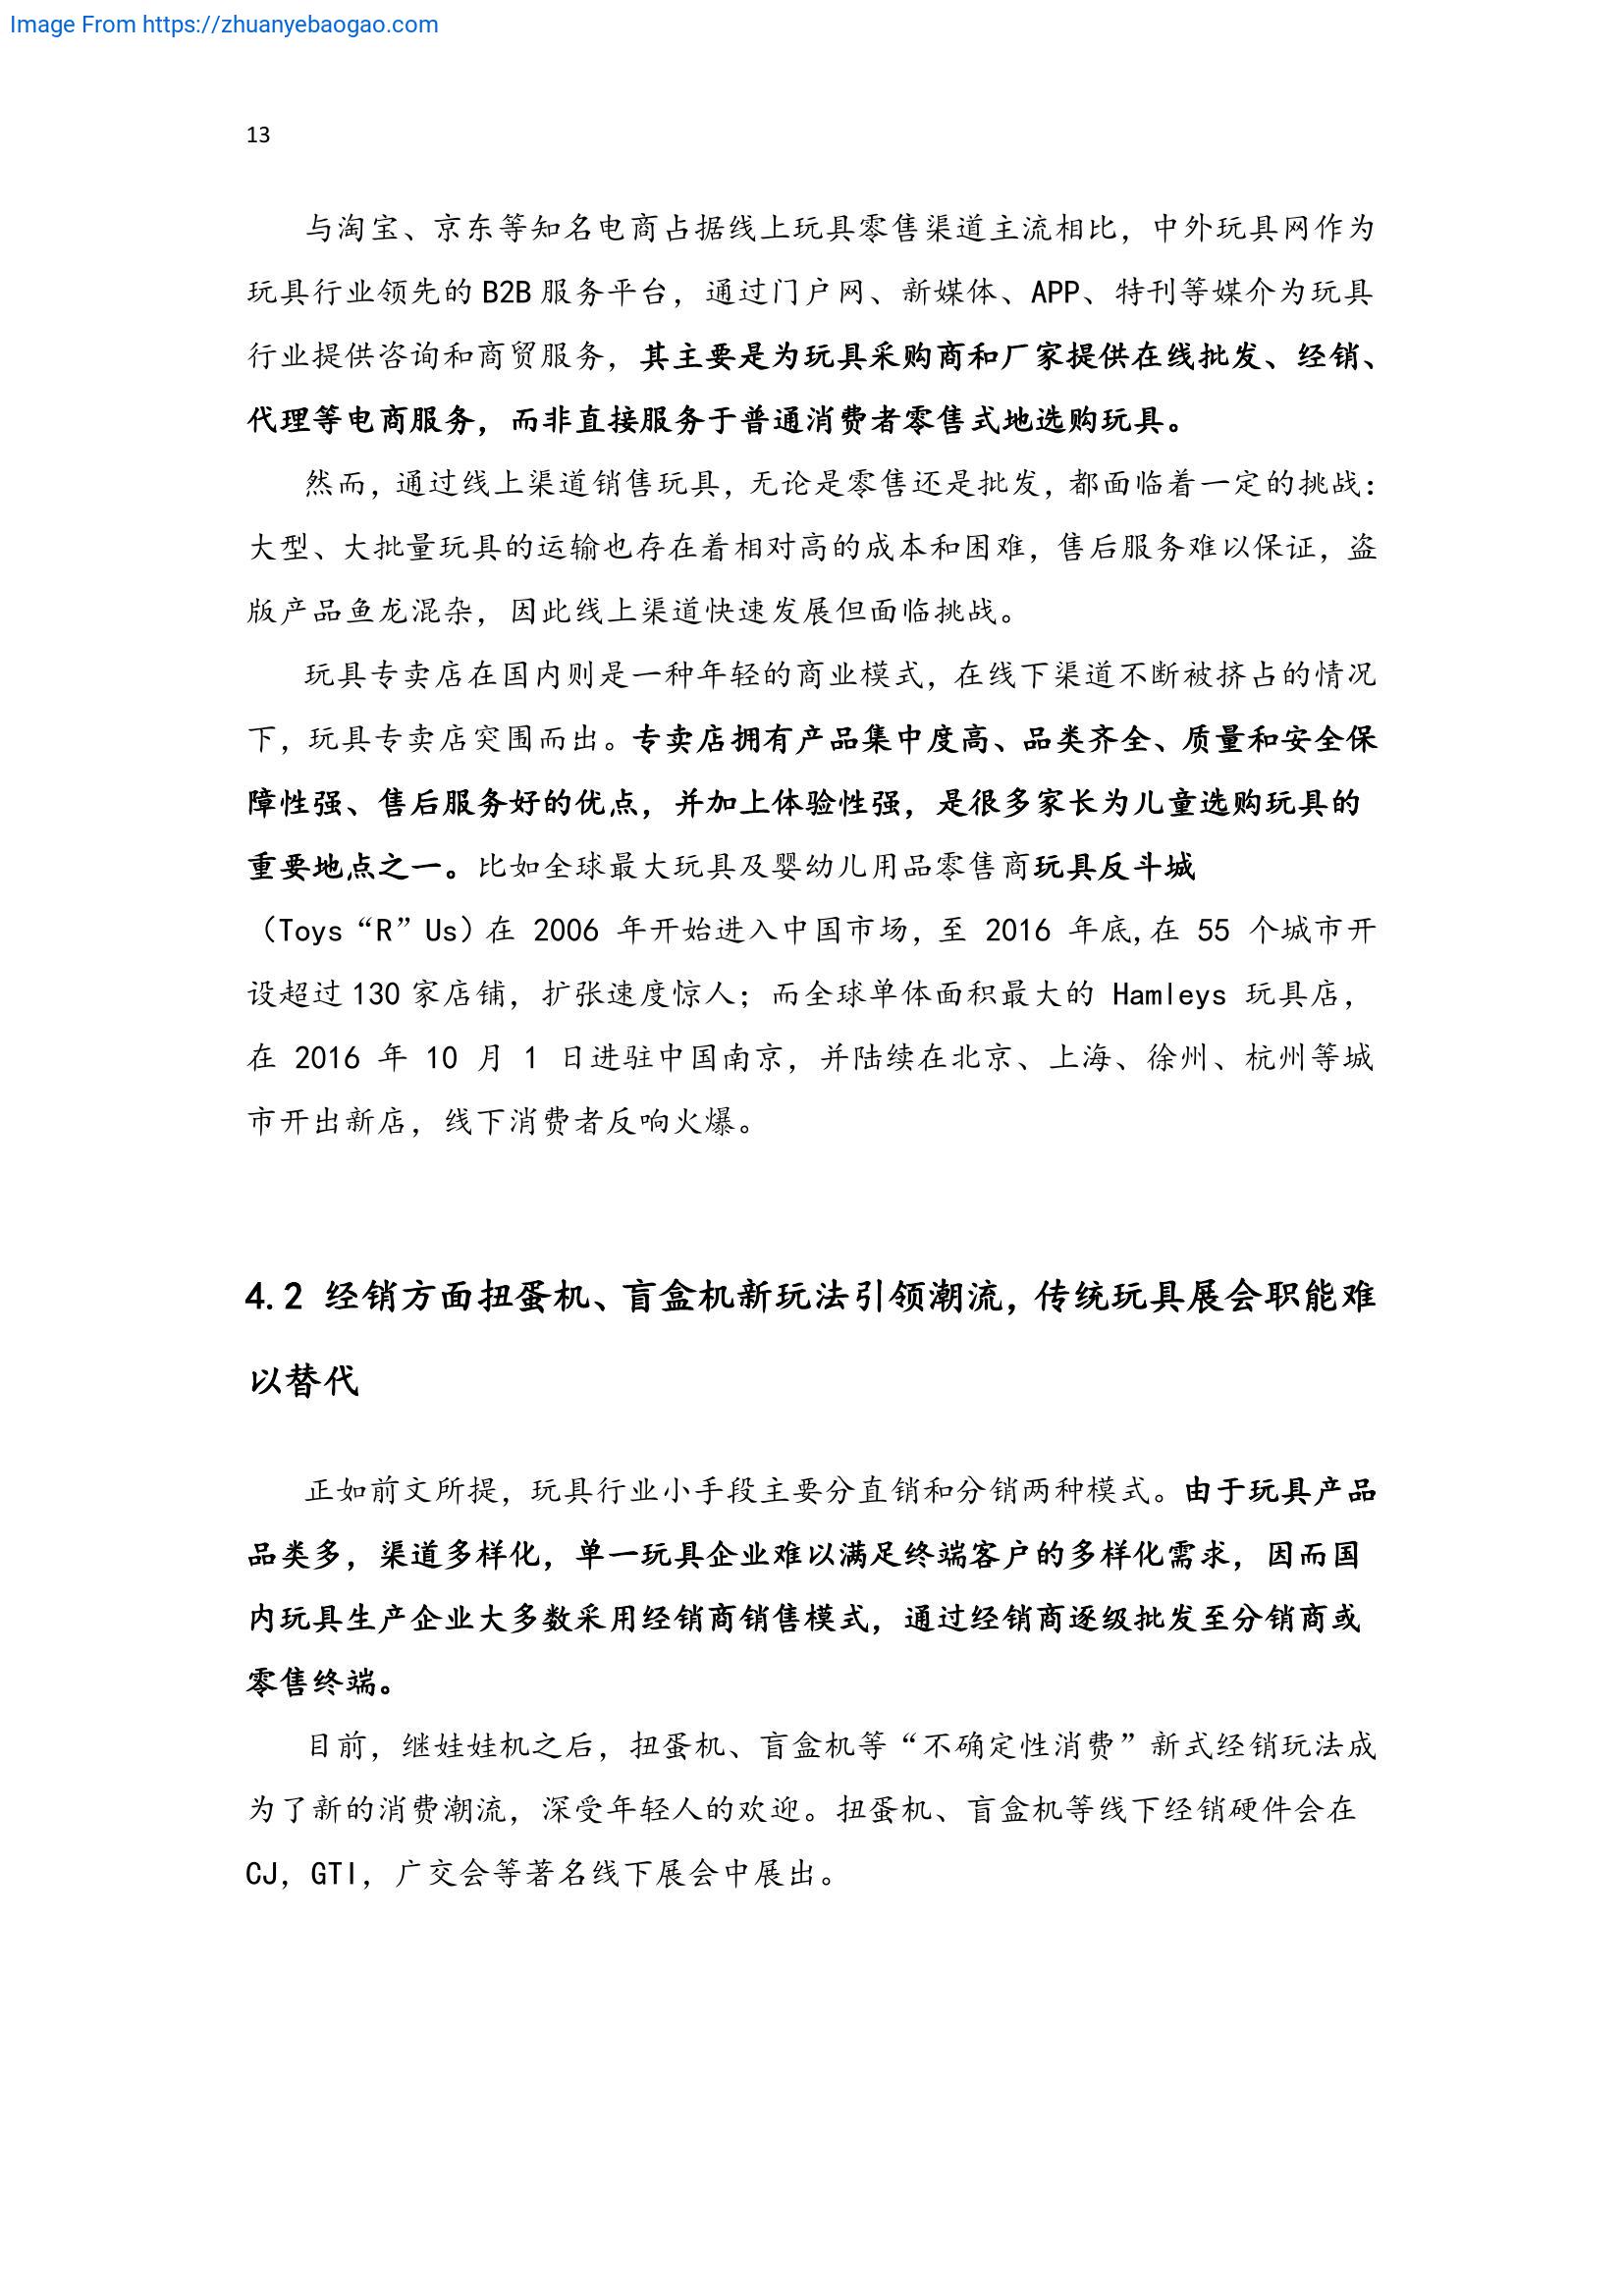 Image From https://zhuanyebaogao.com
13
与淘宝、京东等知名电商占据线上玩具零售渠道主流相比，中外玩具网作为
玩具行业领先的 B2B 服务平台，通过门户网、新媒体、APP、特刊等媒介为玩具
行业提供咨询和商贸服务，其主要是为玩具采购商和厂家提供在线批发、经销、
代理等电商服务，而非直接服务于普通消费者零售式地选购玩具。
然而，通过线上渠道销售玩具，无论是零售还是批发，都面临着一定的挑战：
大型、大批量玩具的运输也存在着相对高的成本和困难，售后服务难以保证，盗
版产品鱼龙混杂，因此线上渠道快速发展但面临挑战。
玩具专卖店在国内则是一种年轻的商业模式，在线下渠道不断被挤占的情况
下，玩具专卖店突围而出。专卖店拥有产品集中度高、品类齐全、质量和安全保
障性强、售后服务好的优点，并加上体验性强，是很多家长为儿童选购玩具的
重要地点之一。比如全球最大玩具及婴幼儿用品零售商玩具反斗城
（Toys“R”Us）在 2006 年开始进入中国市场，至 2016 年底,在 55 个城市开
设超过 130 家店铺，扩张速度惊人；而全球单体面积最大的 Hamleys 玩具店，
在 2016 年 10 月 1 日进驻中国南京，并陆续在北京、上海、徐州、杭州等城
市开出新店，线下消费者反响火爆。
4.2 经销方面扭蛋机、盲盒机新玩法引领潮流，传统玩具展会职能难
以替代
正如前文所提，玩具行业小手段主要分直销和分销两种模式。由于玩具产品
品类多，渠道多样化，单一玩具企业难以满足终端客户的多样化需求，因而国
内玩具生产企业大多数采用经销商销售模式，通过经销商逐级批发至分销商或
零售终端。
目前，继娃娃机之后，扭蛋机、盲盒机等“不确定性消费”新式经销玩法成
为了新的消费潮流，深受年轻人的欢迎。扭蛋机、盲盒机等线下经销硬件会在
CJ，GTI，广交会等著名线下展会中展出。